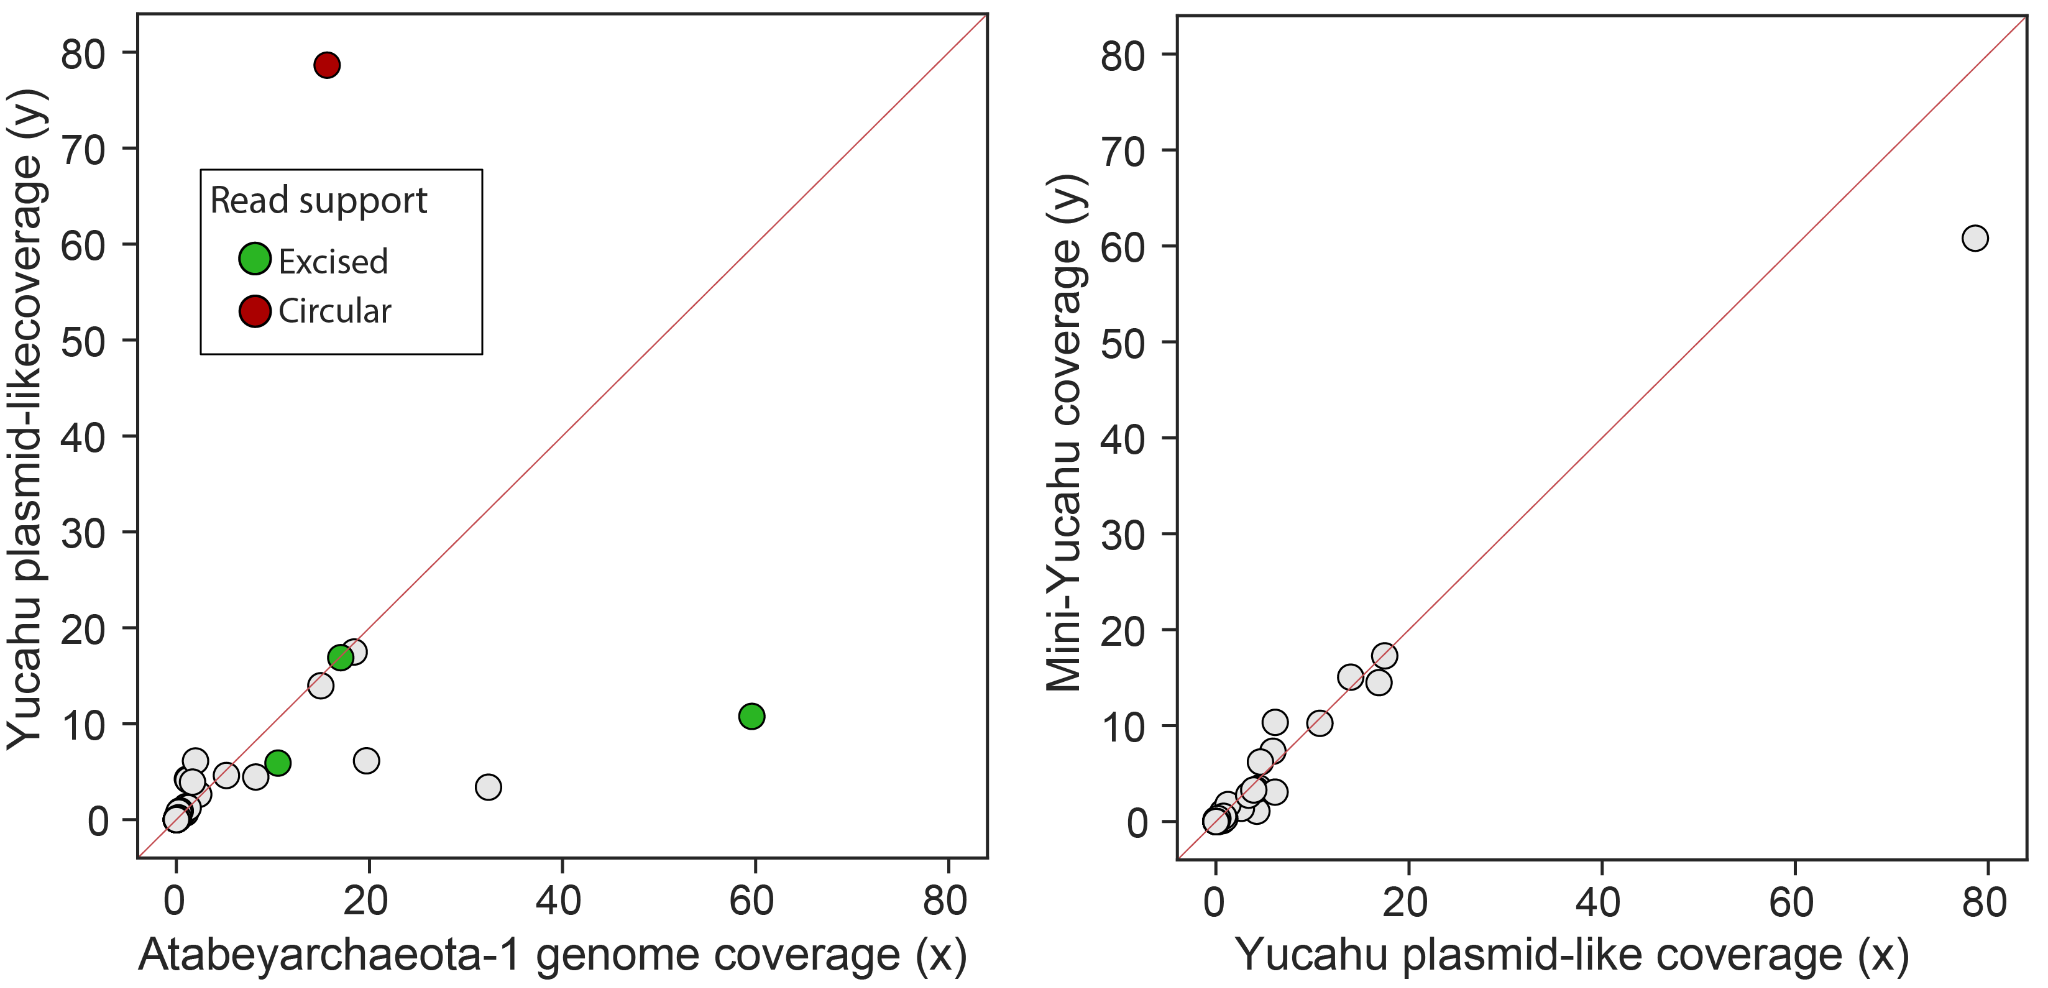 Yucahu plasmid-likecoverage (y)
80
70
60
50
40
30
20
10
0
Read support
Excised
Circular
0 20 40 60 80
Atabeyarchaeota-1 genome coverage (x)
Mini-Yucahu coverage (y)
80
70
60
50
40
30
20
10
0
0 20 40 60 80
Yucahu plasmid-like coverage (x)